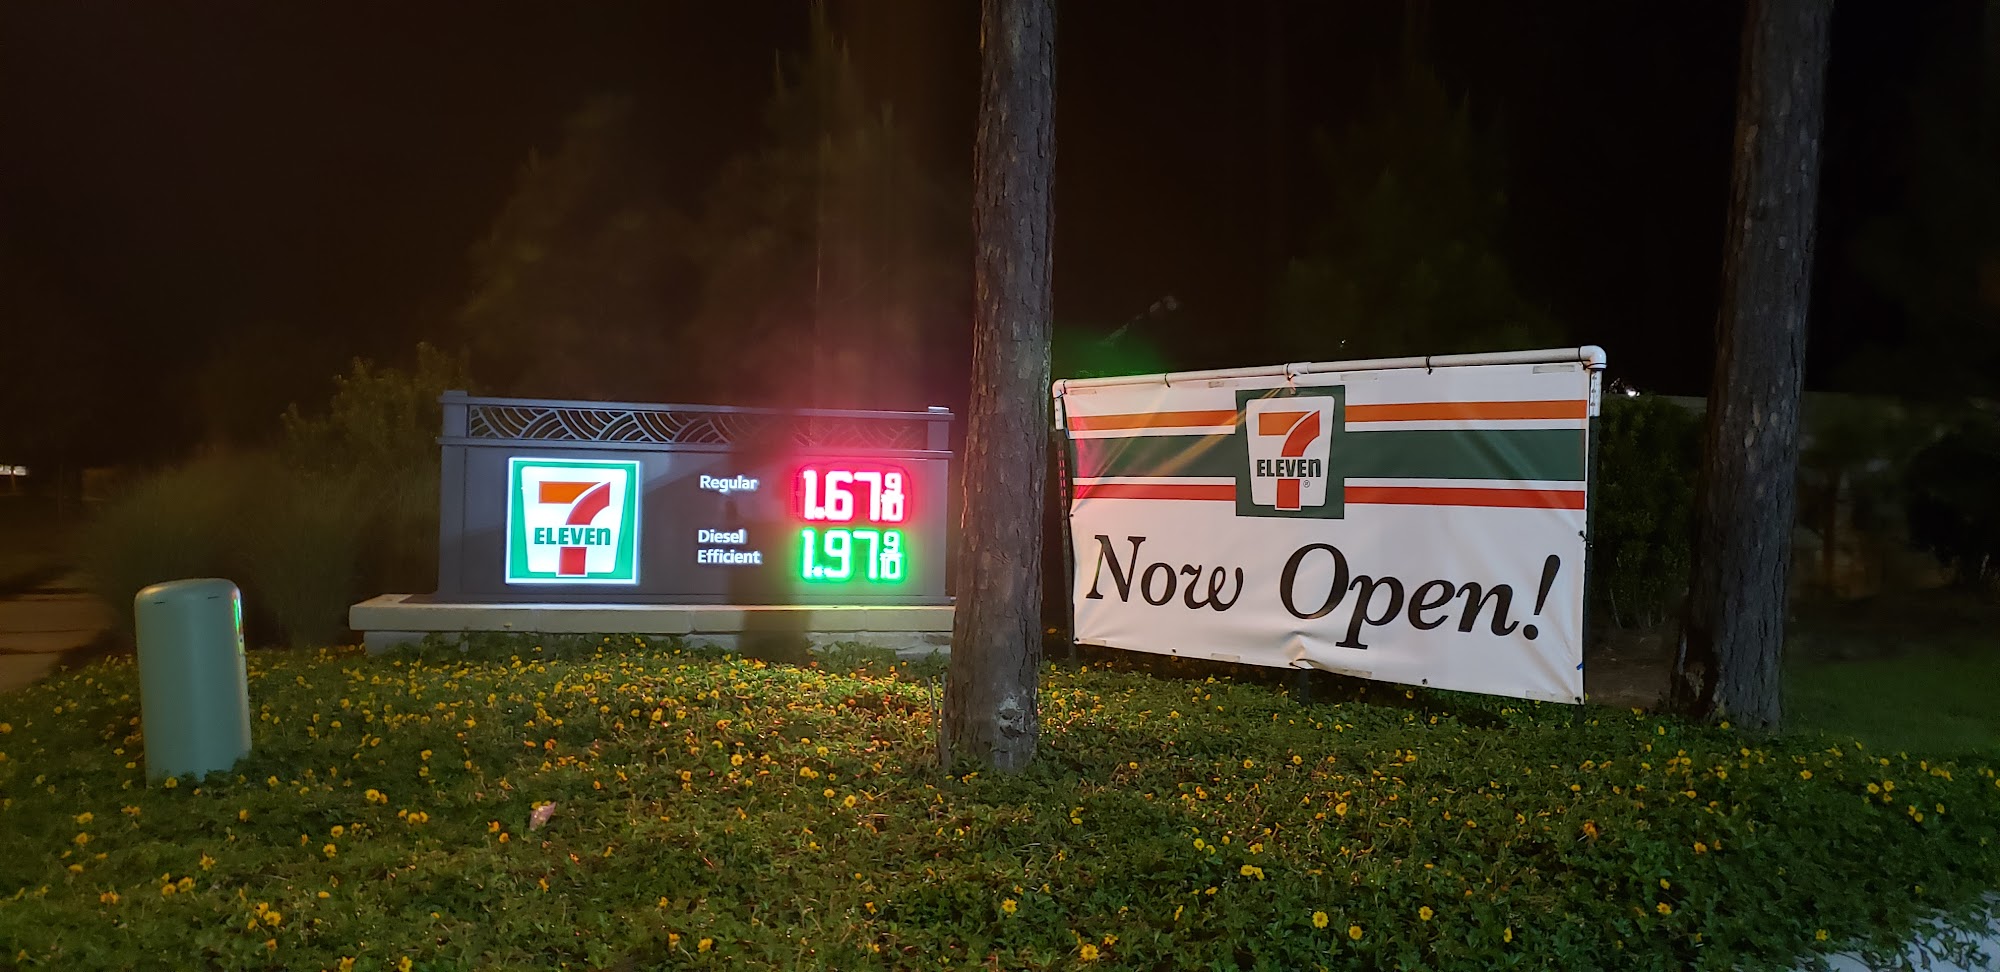 7
ELEVEN
Regular 1.67 9/10
Diesel
Efficient 1.97 9/10
7
ELEVEN®
Now Open!